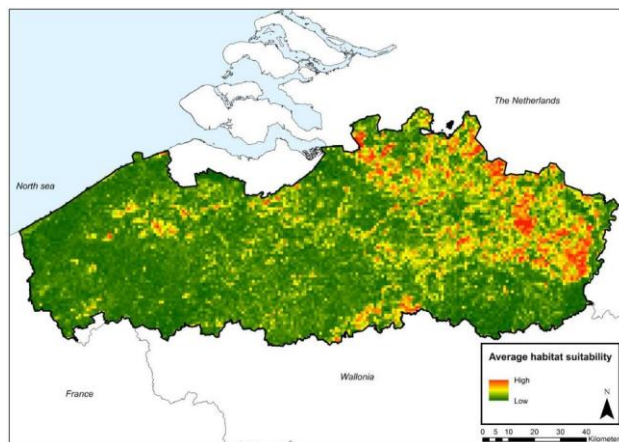 The Netherlands
North sea
Average habitat suitability
High
Low
N
Wallonia
France
0 5 10 20 30 40
Kilometer